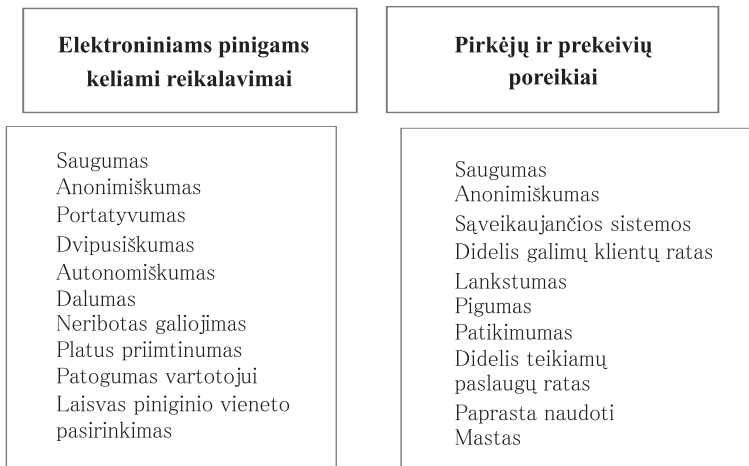 Elektroniniams pinigams
keliami reikalavimai
Saugumas
Anonimiškumas
Portatyvumas
Dvipusiškumas
Autonomiškumas
Dalumas
Neribotas galiojimas
Platus priimtinumas
Patogumas vartotojui
Laisvas piniginio vieneto
pasirinkimas
Pirkėjų ir prekeivių
poreikiai
Saugumas
Anonimiškumas
Sąveikaujančios sistemos
Didelis galimų klientų ratas
Lankstumas
Pigumas
Patikimumas
Didelis teikiamų
paslaugų ratas
Paprasta naudoti
Mastas